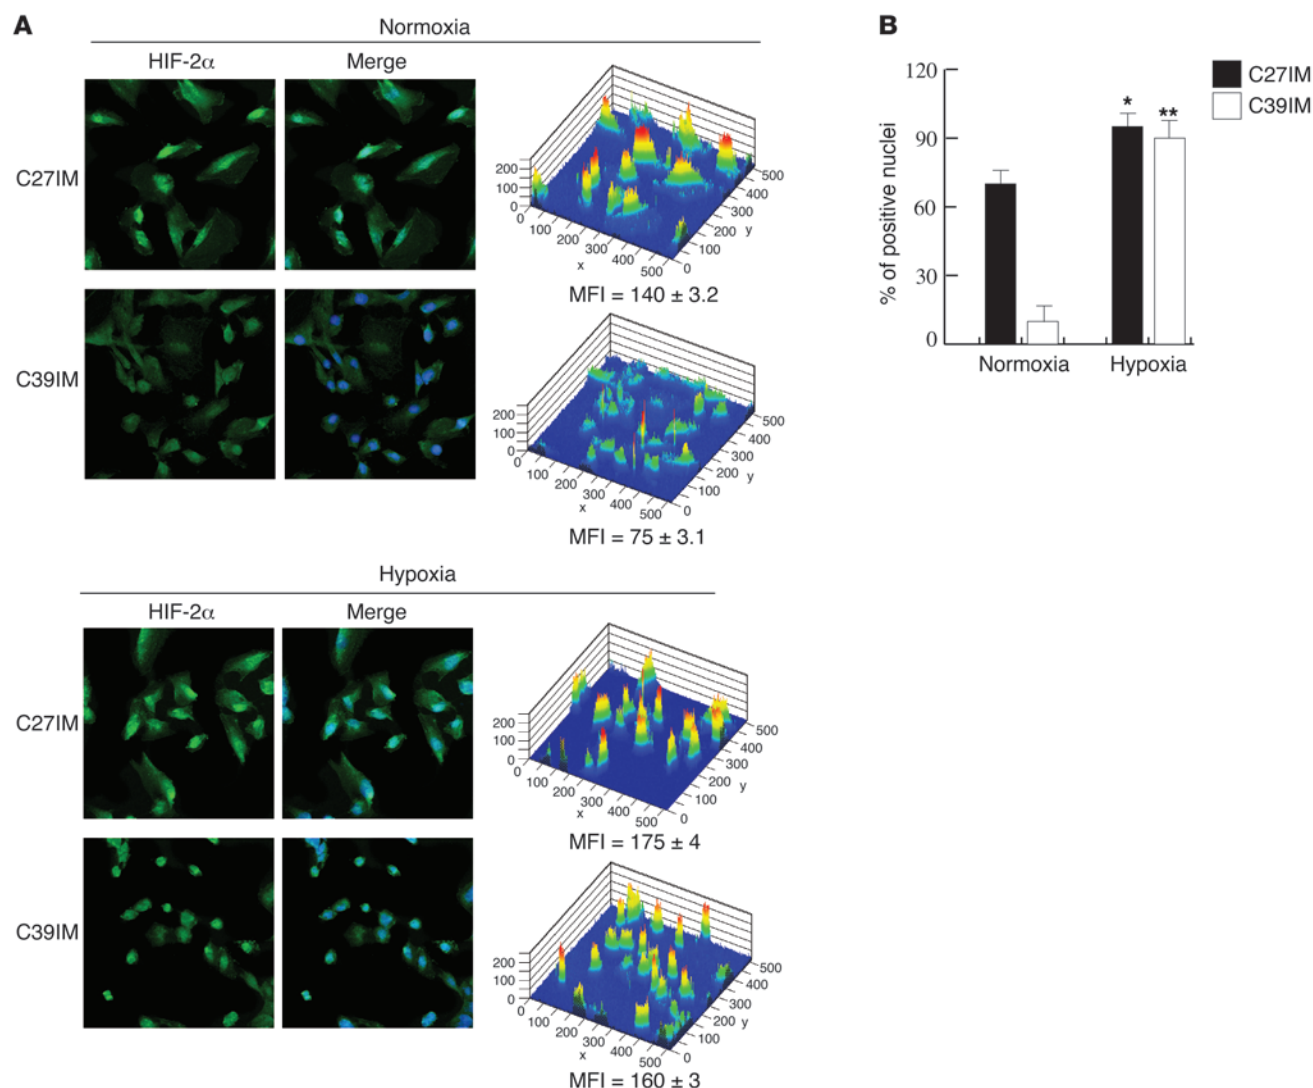 A
Normoxia
HIF-2α Merge
C27IM
200
100
0
0 100 200 300 400 500
x
0 100 200 300 400 500
y
MFI = 140 ± 3.2
C39IM
200
100
0
0 100 200 300 400 500
x
0 100 200 300 400 500
y
MFI = 75 ± 3.1
Hypoxia
HIF-2α Merge
C27IM
200
100
0
0 100 200 300 400 500
x
0 100 200 300 400 500
y
MFI = 175 ± 4
C39IM
200
100
0
0 100 200 300 400 500
x
0 100 200 300 400 500
y
MFI = 160 ± 3
B
C27IM
C39IM
% of positive nuclei
120
90
60
30
0
* **
Normoxia Hypoxia